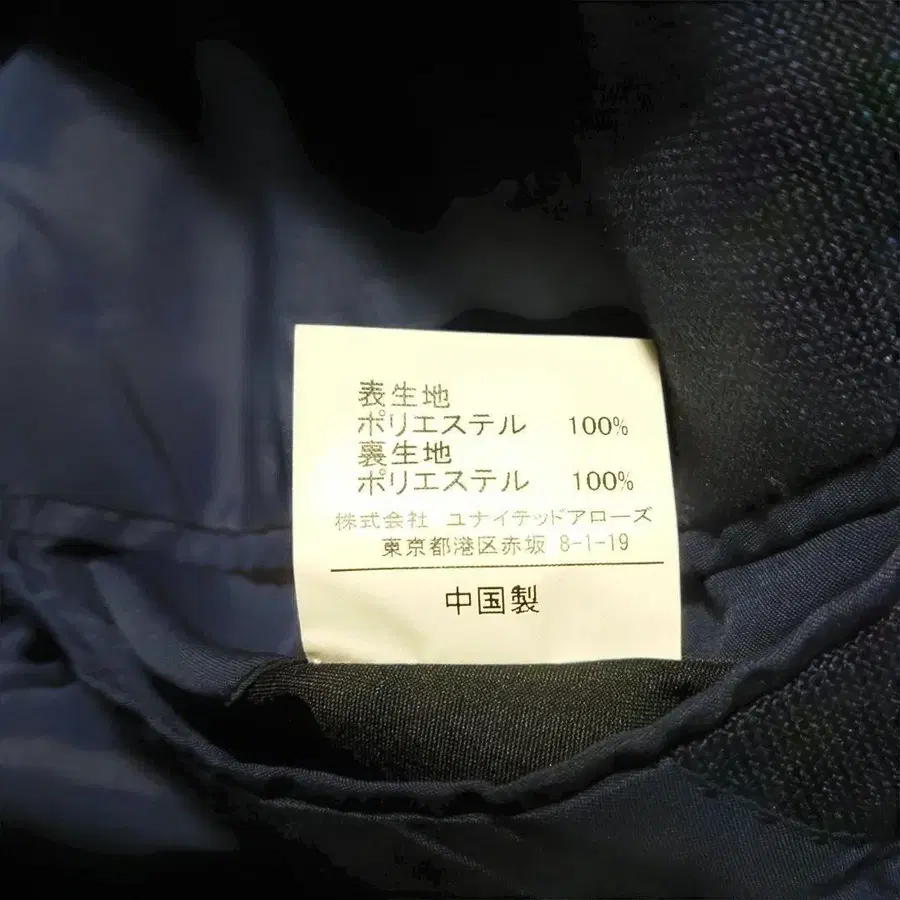 表生地
ポリエステル 100%
裏生地
ポリエステル 100%
株式会社 ユナイテッドアローズ
東京都港区赤坂 8-1-19
中国製